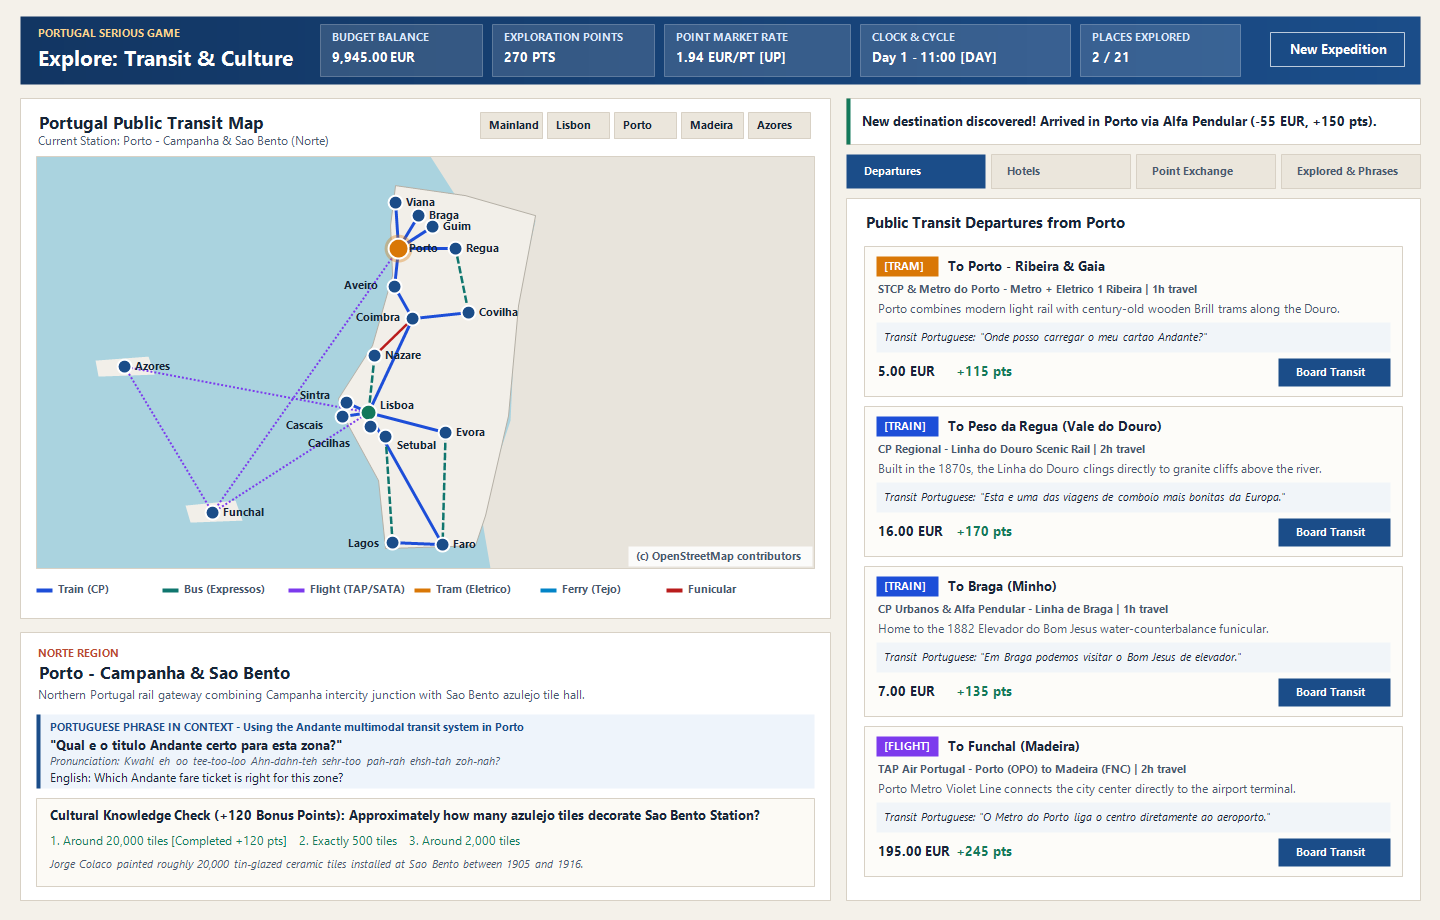 PORTUGAL SERIOUS GAME
Explore: Transit & Culture
BUDGET BALANCE
9,945.00 EUR
EXPLORATION POINTS
270 PTS
POINT MARKET RATE
1.94 EUR/PT [UP]
CLOCK & CYCLE
Day 1 - 11:00 [DAY]
PLACES EXPLORED
2 / 21
New Expedition
Portugal Public Transit Map
Current Station: Porto - Campanha & Sao Bento (Norte)
Mainland
Lisbon
Porto
Madeira
Azores
Viana
Braga
Guim
Porto
Regua
Aveiro
Coimbra
Covilha
Nazare
Azores
Sintra
Lisboa
Cascais
Cacilhas
Setubal
Evora
Funchal
Lagos
Faro
(c) OpenStreetMap contributors
Train (CP)
Bus (Expressos)
Flight (TAP/SATA)
Tram (Eletrico)
Ferry (Tejo)
Funicular
NORTE REGION
Porto - Campanha & Sao Bento
Northern Portugal rail gateway combining Campanha intercity junction with Sao Bento azulejo tile hall.
PORTUGUESE PHRASE IN CONTEXT - Using the Andante multimodal transit system in Porto
"Qual e o titulo Andante certo para esta zona?"
Pronunciation: Kwahl eh oo tee-too-loo Ahn-dahn-teh sehr-too pah-rah ehsh-tah zoh-nah?
English: Which Andante fare ticket is right for this zone?
Cultural Knowledge Check (+120 Bonus Points): Approximately how many azulejo tiles decorate Sao Bento Station?
1. Around 20,000 tiles [Completed +120 pts] 2. Exactly 500 tiles 3. Around 2,000 tiles
Jorge Colaco painted roughly 20,000 tin-glazed ceramic tiles installed at Sao Bento between 1905 and 1916.
New destination discovered! Arrived in Porto via Alfa Pendular (-55 EUR, +150 pts).
Departures
Hotels
Point Exchange
Explored & Phrases
Public Transit Departures from Porto
[TRAM] To Porto - Ribeira & Gaia
STCP & Metro do Porto - Metro + Eletrico 1 Ribeira | 1h travel
Porto combines modern light rail with century-old wooden Brill trams along the Douro.
Transit Portuguese: "Onde posso carregar o meu cartao Andante?"
5.00 EUR +115 pts
Board Transit
[TRAIN] To Peso da Regua (Vale do Douro)
CP Regional - Linha do Douro Scenic Rail | 2h travel
Built in the 1870s, the Linha do Douro clings directly to granite cliffs above the river.
Transit Portuguese: "Esta e uma das viagens de comboio mais bonitas da Europa."
16.00 EUR +170 pts
Board Transit
[TRAIN] To Braga (Minho)
CP Urbanos & Alfa Pendular - Linha de Braga | 1h travel
Home to the 1882 Elevador do Bom Jesus water-counterbalance funicular.
Transit Portuguese: "Em Braga podemos visitar o Bom Jesus de elevador."
7.00 EUR +135 pts
Board Transit
[FLIGHT] To Funchal (Madeira)
TAP Air Portugal - Porto (OPO) to Madeira (FNC) | 2h travel
Porto Metro Violet Line connects the city center directly to the airport terminal.
Transit Portuguese: "O Metro do Porto liga o centro diretamente ao aeroporto."
195.00 EUR +245 pts
Board Transit